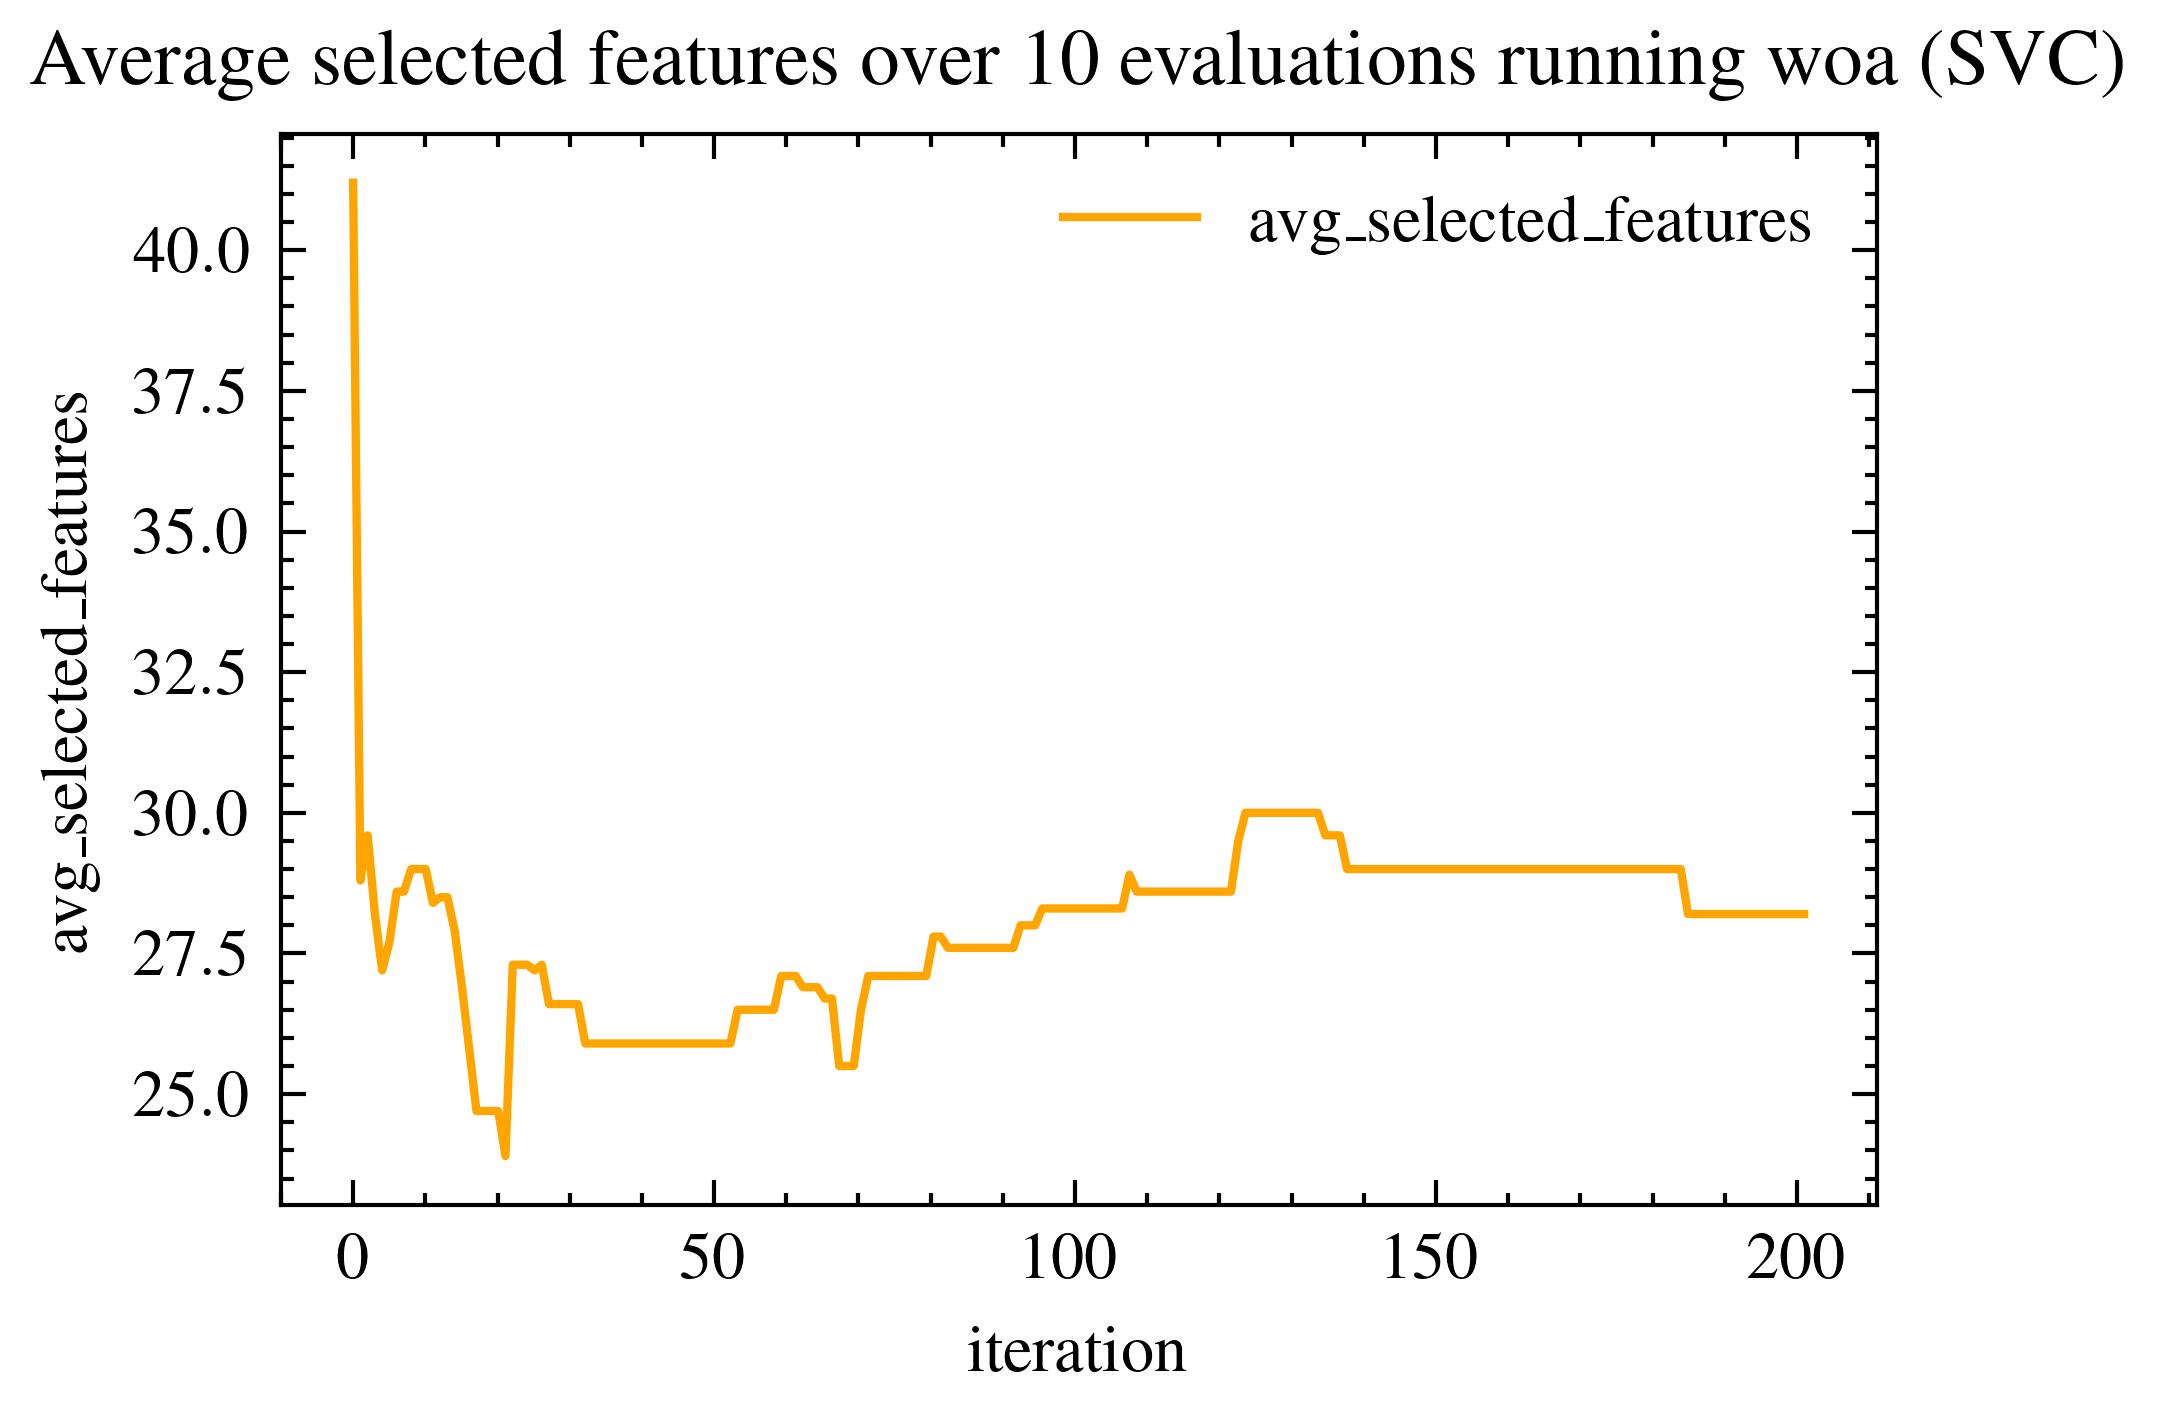 Average selected features over 10 evaluations running woa (SVC)
avg_selected_features
avg_selected_features
40.0
37.5
35.0
32.5
30.0
27.5
25.0
0 50 100 150 200
iteration